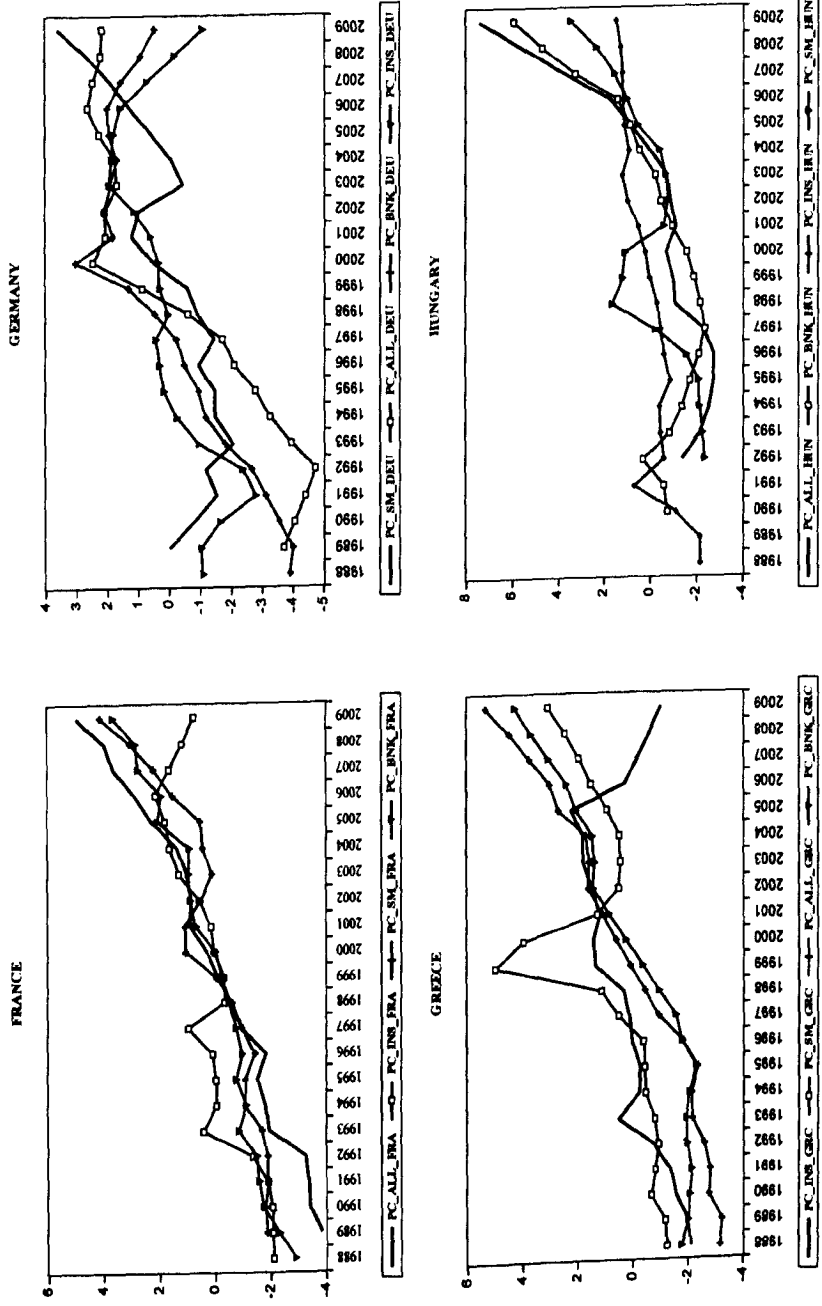 FRANCE
6
4
2
0
-2
-4
1988 1989 1990 1991 1992 1993 1994 1995 1996 1997 1998 1999 2000 2001 2002 2003 2004 2005 2006 2007 2008 2009
PC_ALL_FRA PC_INS_FRA PC_SM_FRA PC_BNK_FRA
GERMANY
4
3
2
1
0
-1
-2
-3
-4
-5
1988 1989 1990 1991 1992 1993 1994 1995 1996 1997 1998 1999 2000 2001 2002 2003 2004 2005 2006 2007 2008 2009
PC_SM_DEU PC_ALL_DEU PC_BNK_DEU PC_INS_DEU
GREECE
6
4
2
0
-2
-4
1988 1989 1990 1991 1992 1993 1994 1995 1996 1997 1998 1999 2000 2001 2002 2003 2004 2005 2006 2007 2008 2009
PC_INS_GRC PC_SM_GRC PC_ALL_GRC PC_BNK_GRC
HUNGARY
8
6
4
2
0
-2
-4
1988 1989 1990 1991 1992 1993 1994 1995 1996 1997 1998 1999 2000 2001 2002 2003 2004 2005 2006 2007 2008 2009
PC_ALL_HUN PC_BNK_HUN PC_INS_HUN PC_SM_HUN